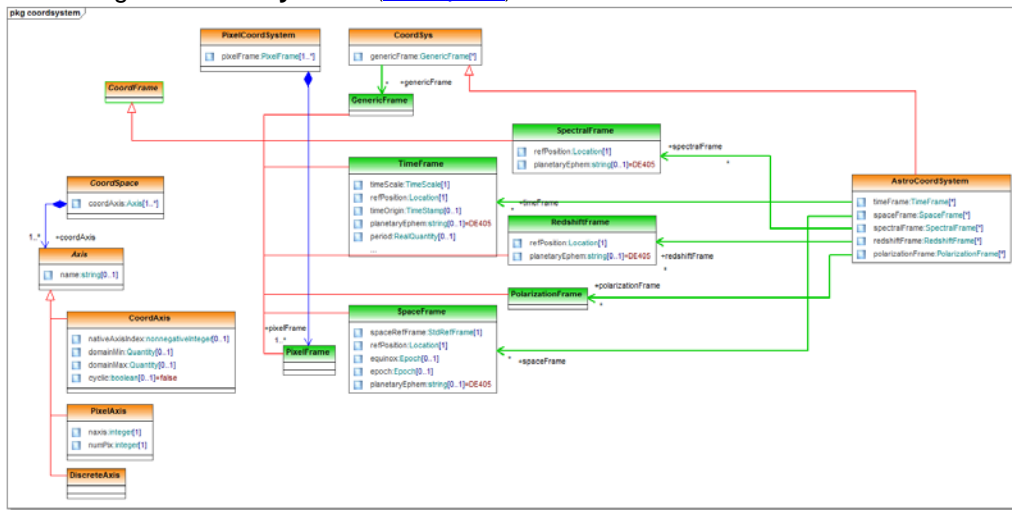 pkg coordsystem
PixelCoordSystem
pixelFrame:PixelFrame[1..*]
CoordSys
genericFrame:GenericFrame[*]
* +genericFrame
CoordFrame
GenericFrame
SpectralFrame
refPosition:Location[1]
planetaryEphem:string[0..1]=DE405
+spectralFrame
*
TimeFrame
timeScale:TimeScale[1]
refPosition:Location[1]
timeOrigin:TimeStamp[0..1]
planetaryEphem:string[0..1]=DE405
period:RealQuantity[0..1]
...
* +timeFrame
AstroCoordSystem
timeFrame:TimeFrame[*]
spaceFrame:SpaceFrame[*]
spectralFrame:SpectralFrame[*]
redshiftFrame:RedshiftFrame[*]
polarizationFrame:PolarizationFrame[*]
CoordSpace
coordAxis:Axis[1..*]
1..* +coordAxis
RedshiftFrame
refPosition:Location[1]
planetaryEphem:string[0..1]=DE405
+redshiftFrame
*
Axis
name:string[0..1]
+polarizationFrame
*
PolarizationFrame
CoordAxis
nativeAxisIndex:nonnegativeInteger[0..1]
domainMin:Quantity[0..1]
domainMax:Quantity[0..1]
cyclic:boolean[0..1]=false
SpaceFrame
spaceRefFrame:StdRefFrame[1]
refPosition:Location[1]
equinox:Epoch[0..1]
epoch:Epoch[0..1]
planetaryEphem:string[0..1]=DE405
+pixelFrame
1..*
PixelFrame
* +spaceFrame
PixelAxis
naxis:integer[1]
numPix:integer[1]
DiscreteAxis